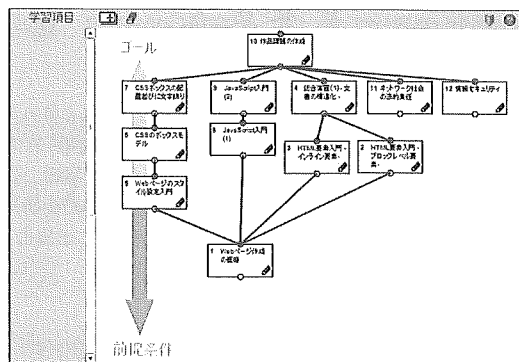 学習項目
ゴール
13 作品課題の作成
7 CSSボックスの配
置並びに文字飾り
9 JavaScript入門
(2)
4 総合演習(1)-文
書の構造化-
11 ネットワーク社会
の法的責任
12 情報セキュリティ
6 CSSのボックスモ
デル
8 JavaScript入門
(1)
3 HTML要素入門-
インライン要素-
2 HTML要素入門-
ブロックレベル要
素-
5 Webページのスタ
イル設定入門
1 Webページ作成
の概略
前提条件